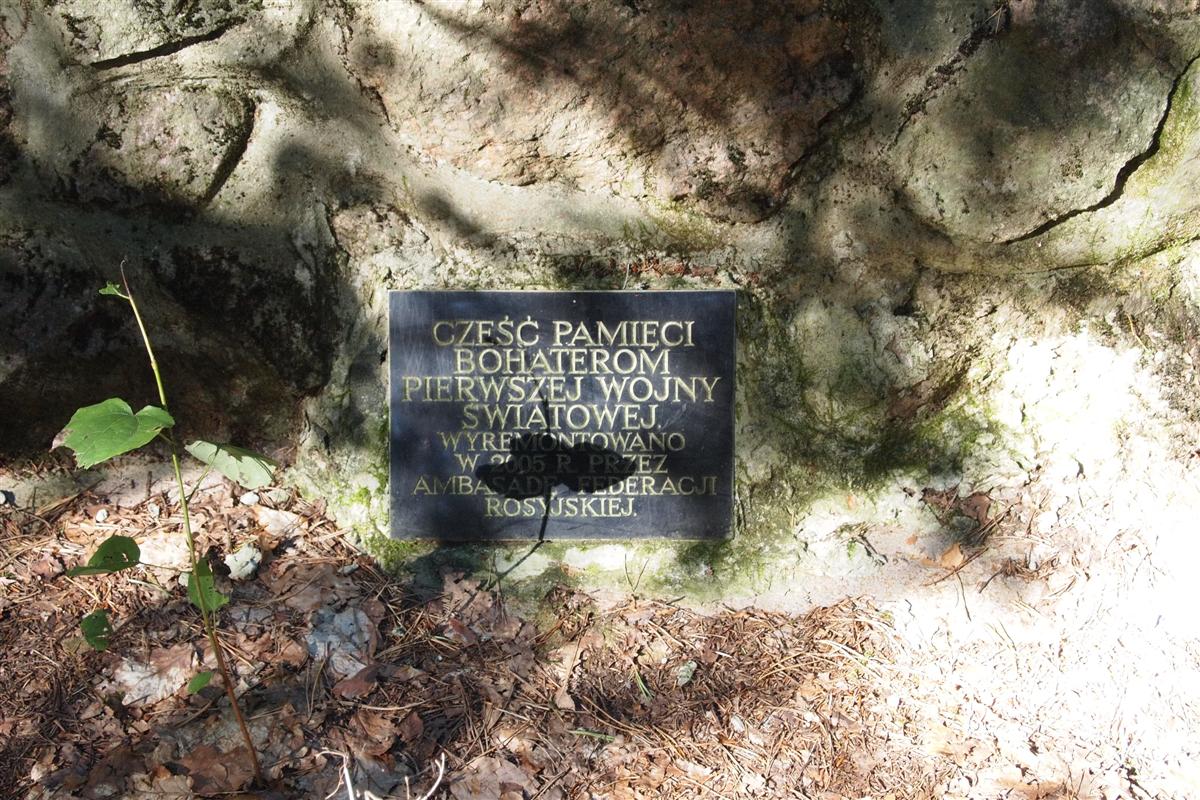 CZEŚĆ PAMIĘCI
BOHATEROM
PIERWSZEJ WOJNY
ŚWIATOWEJ.
WYREMONTOWANO
W 2005 R. PRZEZ
AMBASADĘ FEDERACJI
ROSYJSKIEJ.